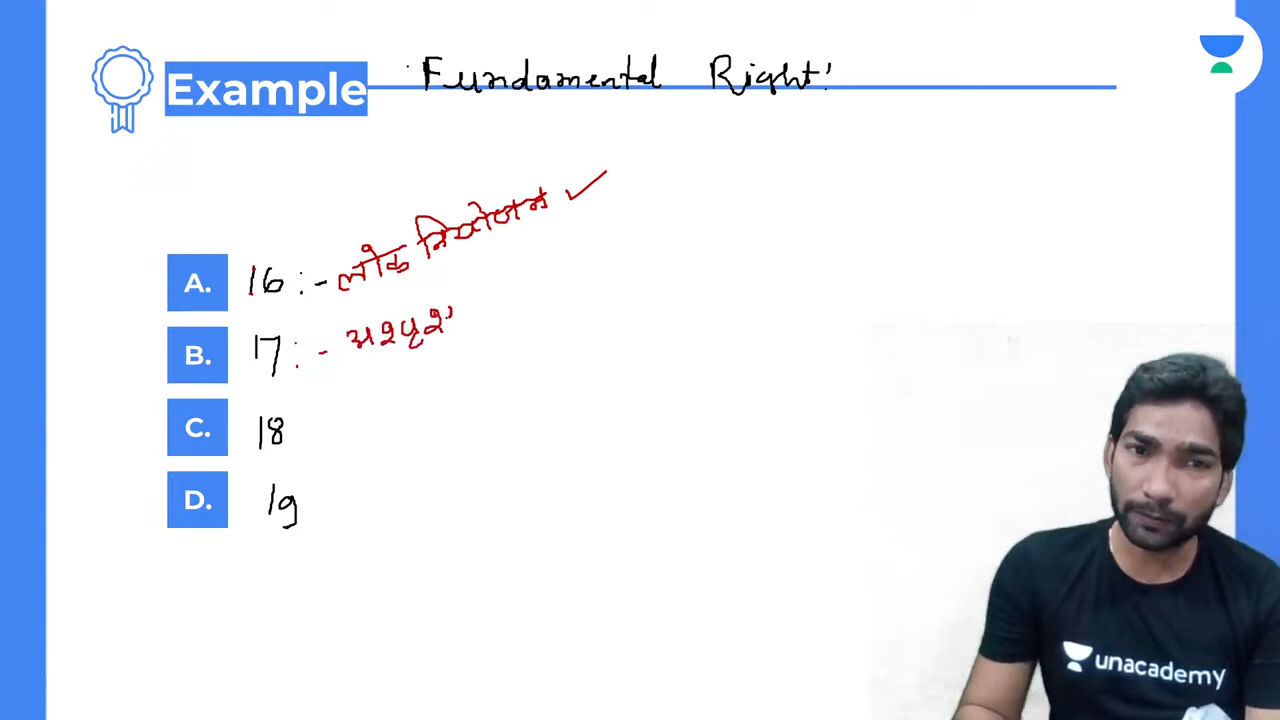 Example Fundamental Right'
A. 16 :- लोक नियोजन ✓
B. 17 :- अस्पृश
C. 18
D. 19
unacademy